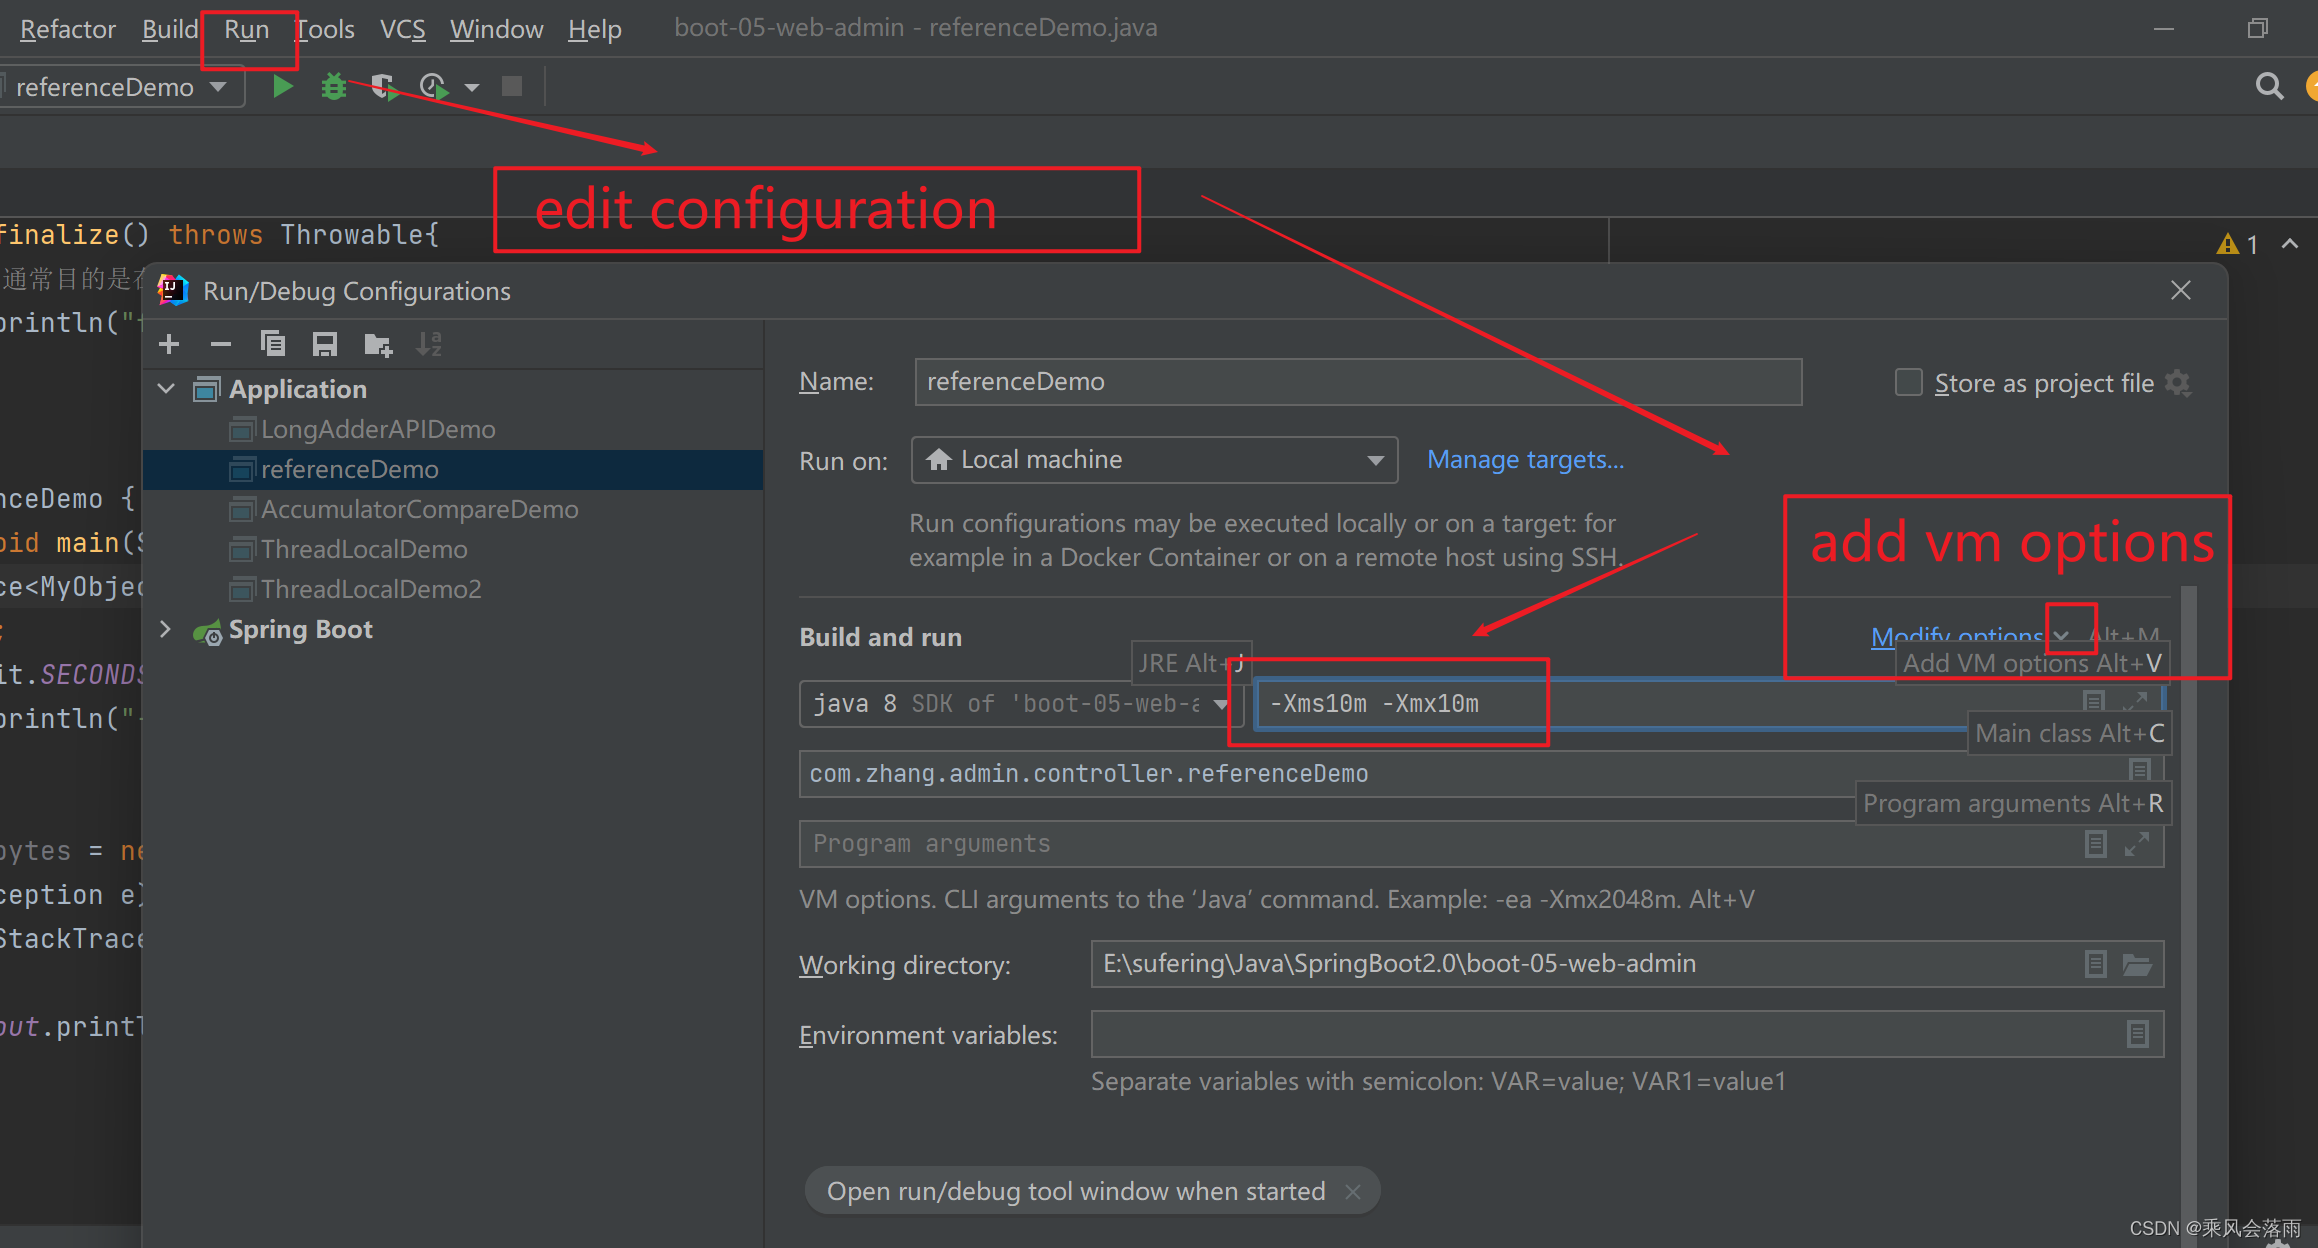 Refactor Build Run Tools VCS Window Help boot-05-web-admin - referenceDemo.java
referenceDemo
edit configuration
finalize() throws Throwable{
1
通常目的是在
println("
Run/Debug Configurations
Application
LongAdderAPIDemo
referenceDemo
AccumulatorCompareDemo
ThreadLocalDemo
ThreadLocalDemo2
Spring Boot
nceDemo {
oid main(
ce<MyObjec
;
it.SECONDS
println("
bytes = ne
ception e)
StackTrace
out.printl
Name: referenceDemo
Store as project file
Run on: Local machine Manage targets...
Run configurations may be executed locally or on a target: for
example in a Docker Container or on a remote host using SSH.
add vm options
Build and run
Modify options Alt+M
JRE Alt+J
Add VM options Alt+V
java 8 SDK of 'boot-05-web-a
-Xms10m -Xmx10m
Main class Alt+C
com.zhang.admin.controller.referenceDemo
Program arguments Alt+R
Program arguments
VM options. CLI arguments to the ‘Java’ command. Example: -ea -Xmx2048m. Alt+V
Working directory: E:\sufering\Java\SpringBoot2.0\boot-05-web-admin
Environment variables:
Separate variables with semicolon: VAR=value; VAR1=value1
Open run/debug tool window when started
CSDN @乘风会落雨